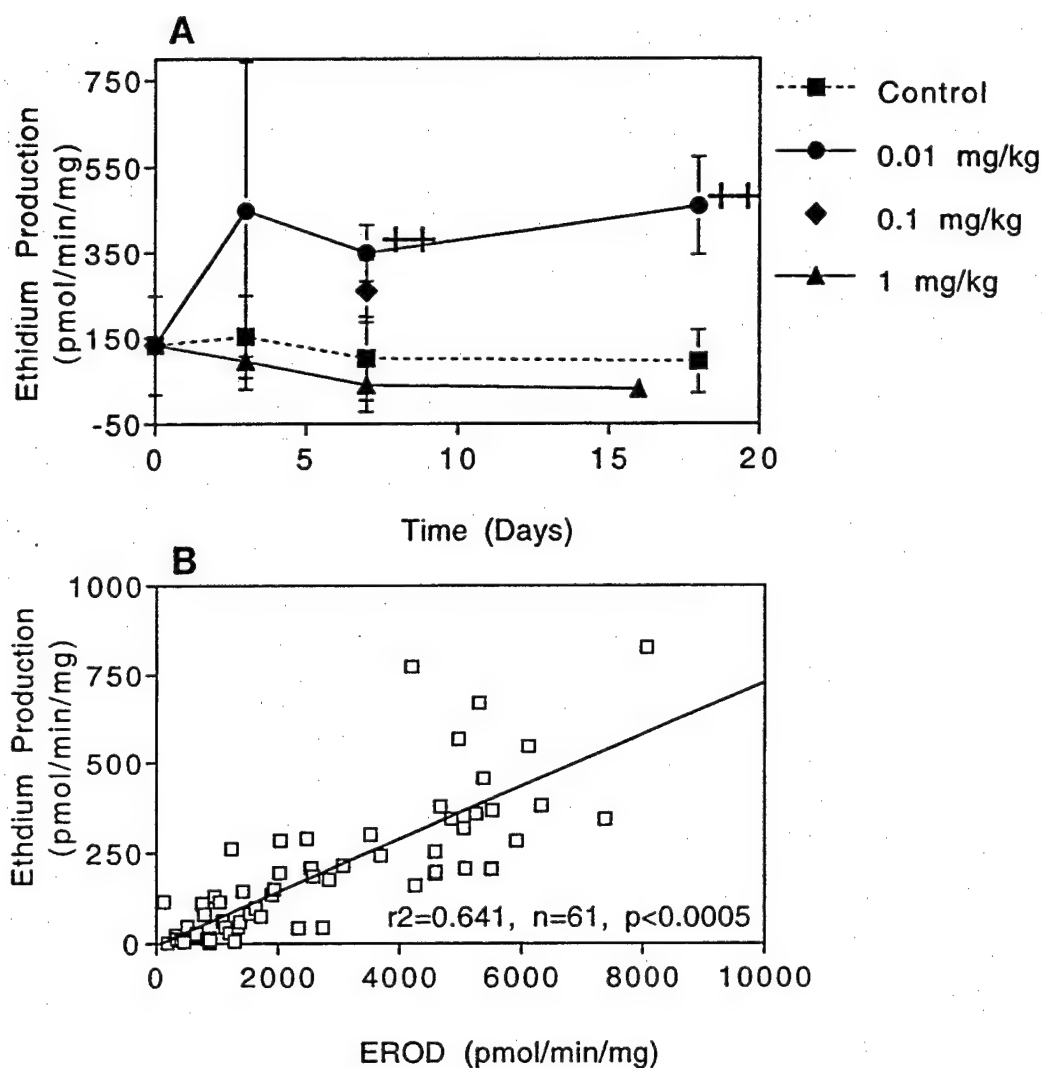 A
Ethidium Production
(pmol/min/mg)
750
550
350
150
-50
0 5 10 15 20
Time (Days)
Control
0.01 mg/kg
0.1 mg/kg
1 mg/kg
B
Ethdium Production
(pmol/min/mg)
1000
750
500
250
0
r2=0.641, n=61, p<0.0005
0 2000 4000 6000 8000 10000
EROD (pmol/min/mg)